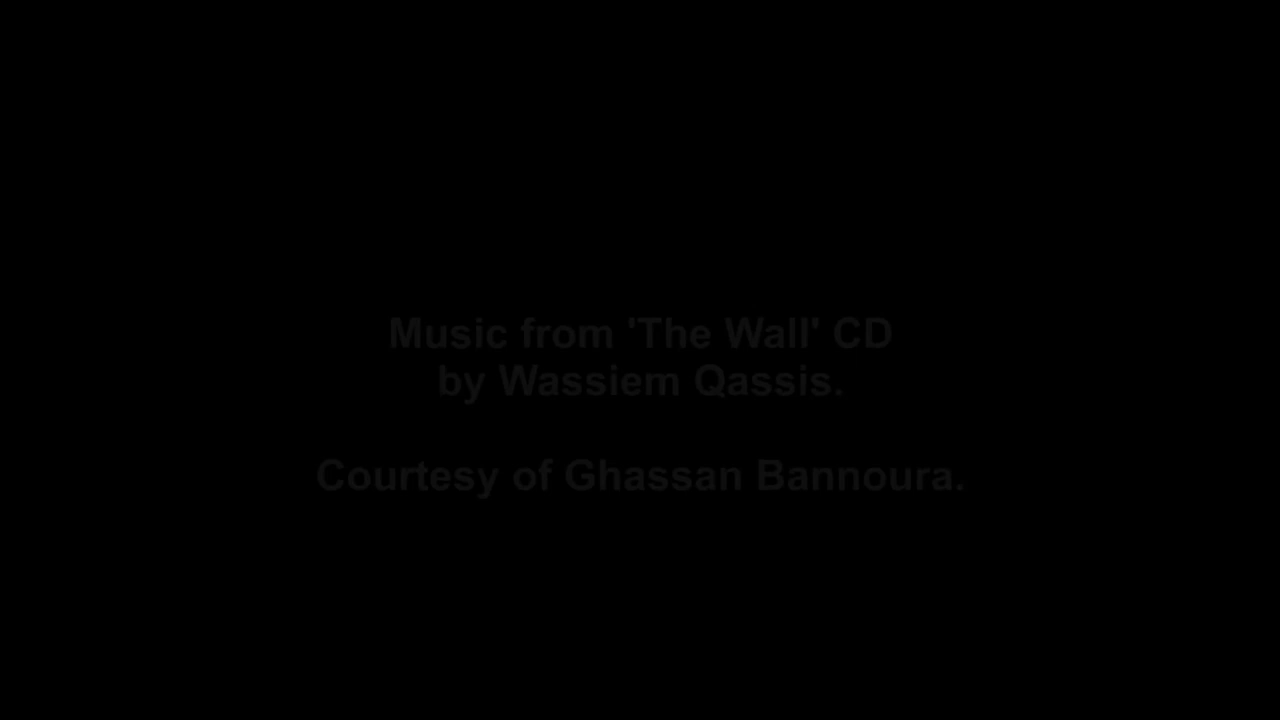 Music from 'The Wall' CD
by Wassiem Qassis.
Courtesy of Ghassan Bannoura.